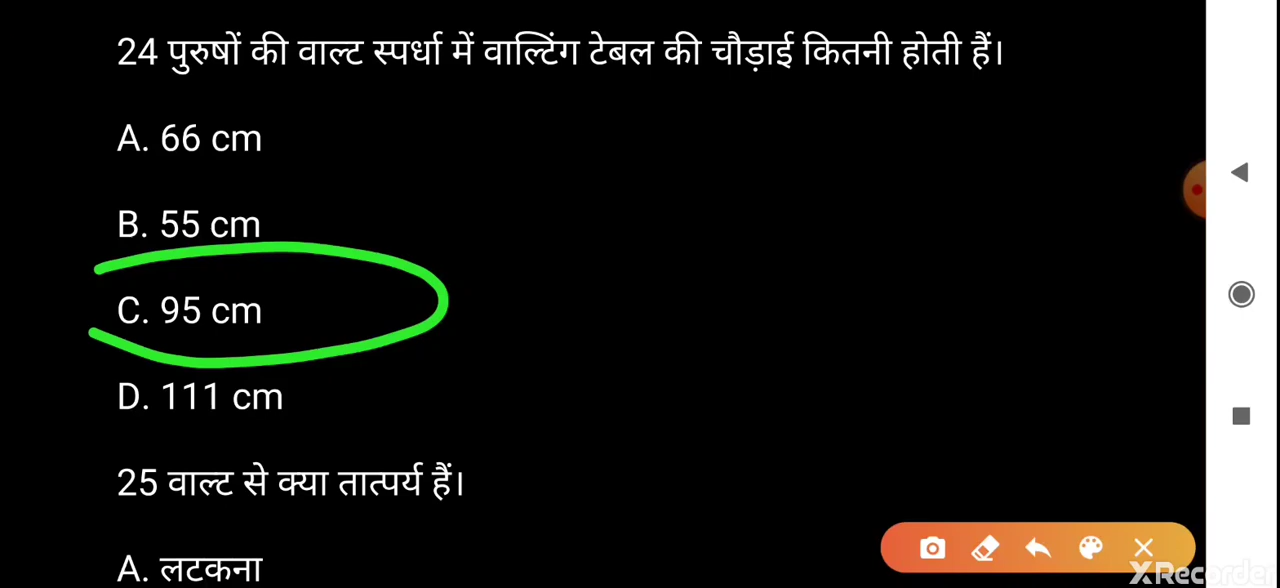 24 पुरुषों की वाल्ट स्पर्धा में वाल्टिंग टेबल की चौड़ाई कितनी होती हैं।
A. 66 cm
B. 55 cm
C. 95 cm
D. 111 cm
25 वाल्ट से क्या तात्पर्य हैं।
A. लटकना
XRecorder